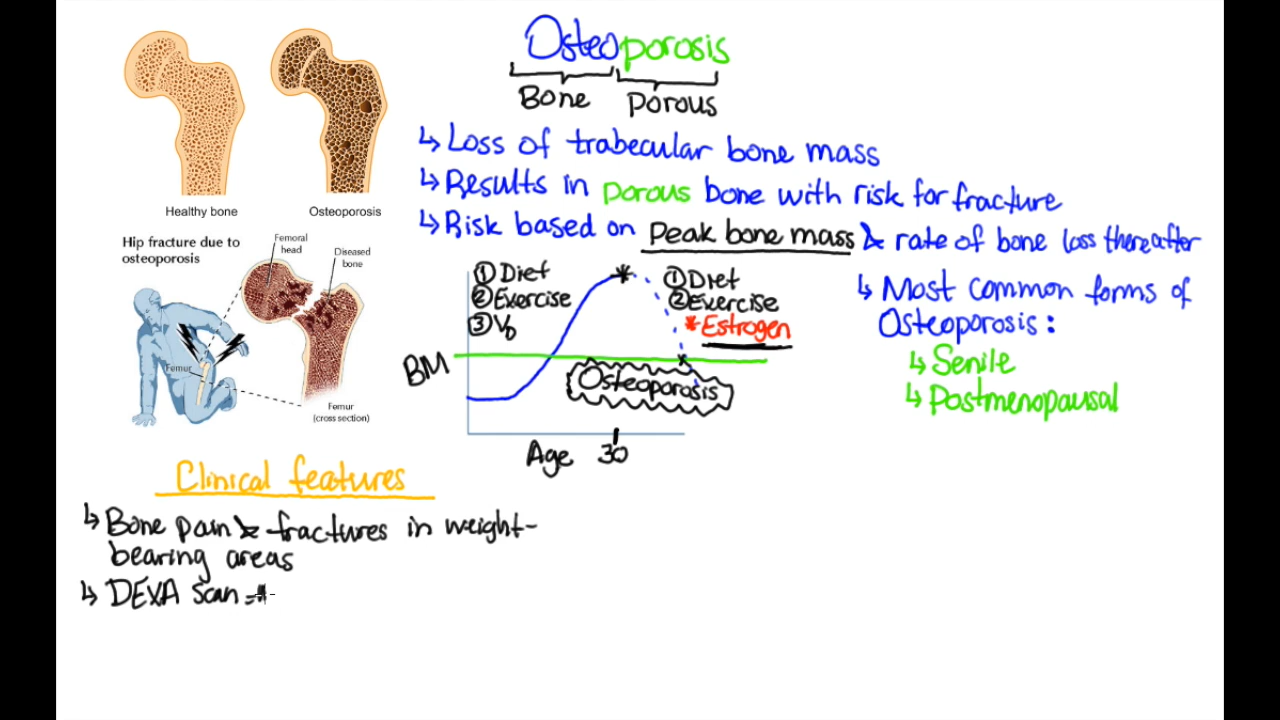 Osteoporosis
Bone Porous
↳ Loss of trabecular bone mass
↳ Results in porous bone with risk for fracture
↳ Risk based on Peak bone mass & rate of bone loss thereafter
Healthy bone
Osteoporosis
Hip fracture due to
osteoporosis
Femoral
head
Diseased
bone
Femur
Femur
(cross section)
① Diet
② Exercise
③ VD
① Diet
② Exercise
* Estrogen
BM
Osteoporosis
Age 30
↳ Most common forms of
Osteoporosis:
↳ Senile
↳ Postmenopausal
Clinical features
↳ Bone pain & fractures in weight-
bearing areas
↳ DEXA scan